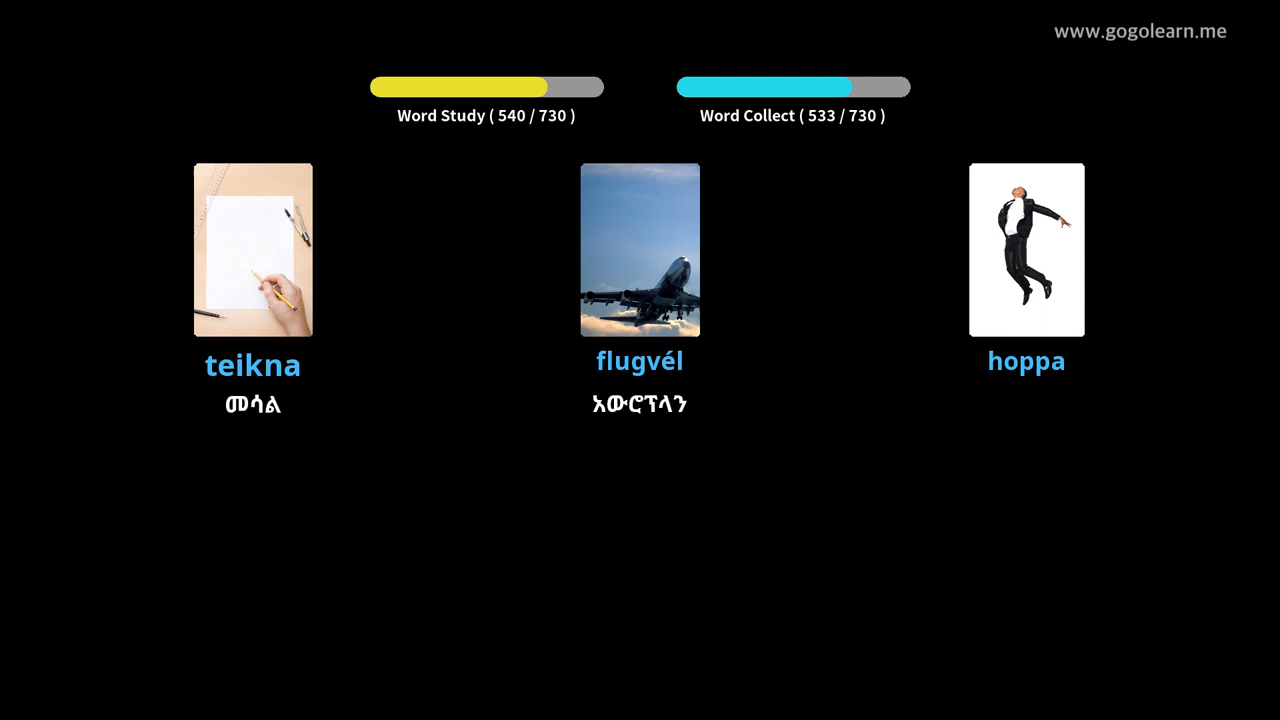 www.gogolearn.me
Word Study ( 540 / 730 )
Word Collect ( 533 / 730 )
teikna
flugvél
hoppa
መሳል
አውሮፕላን